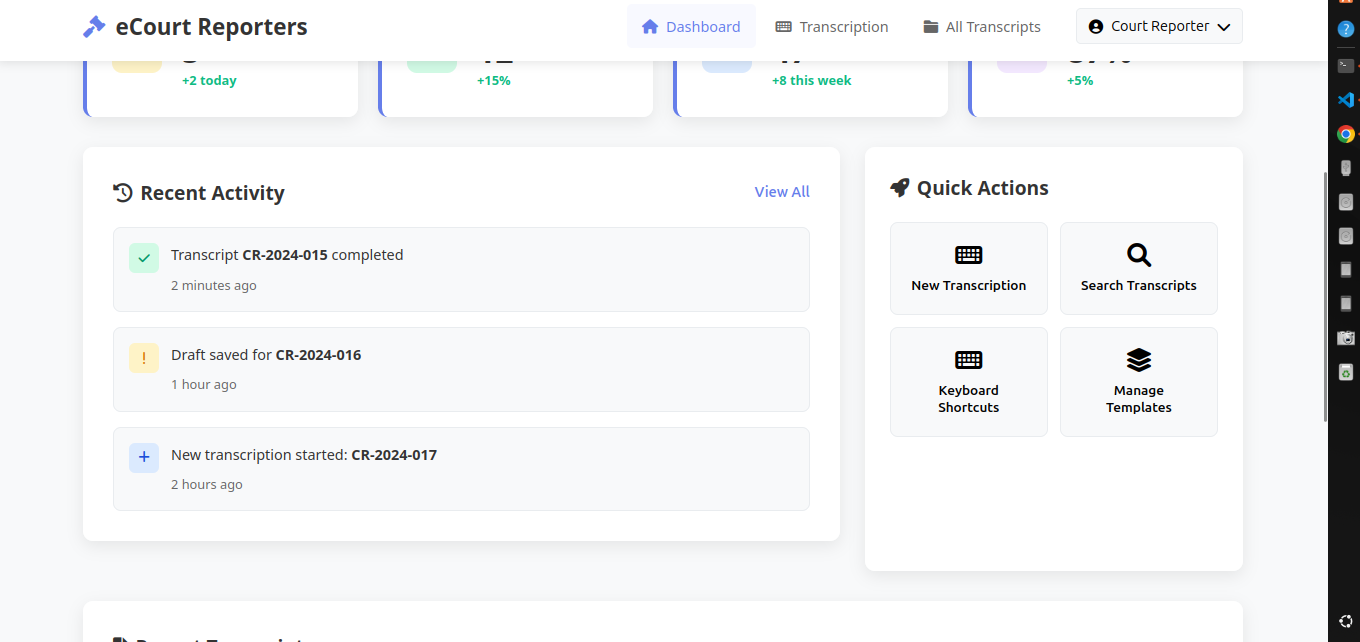 eCourt Reporters
Dashboard
Transcription
All Transcripts
Court Reporter
+2 today
+15%
+8 this week
+5%
Recent Activity
View All
Transcript CR-2024-015 completed
2 minutes ago
Draft saved for CR-2024-016
1 hour ago
New transcription started: CR-2024-017
2 hours ago
Quick Actions
New Transcription
Search Transcripts
Keyboard
Shortcuts
Manage
Templates